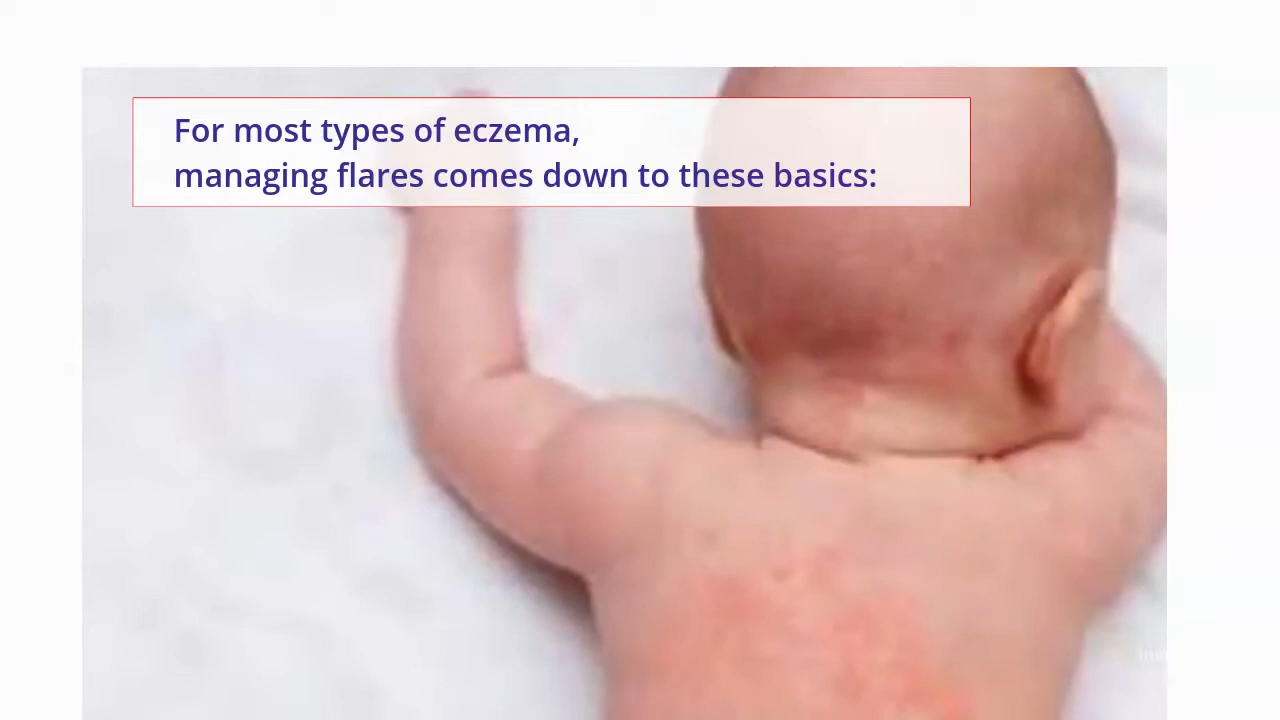 For most types of eczema,
managing flares comes down to these basics: